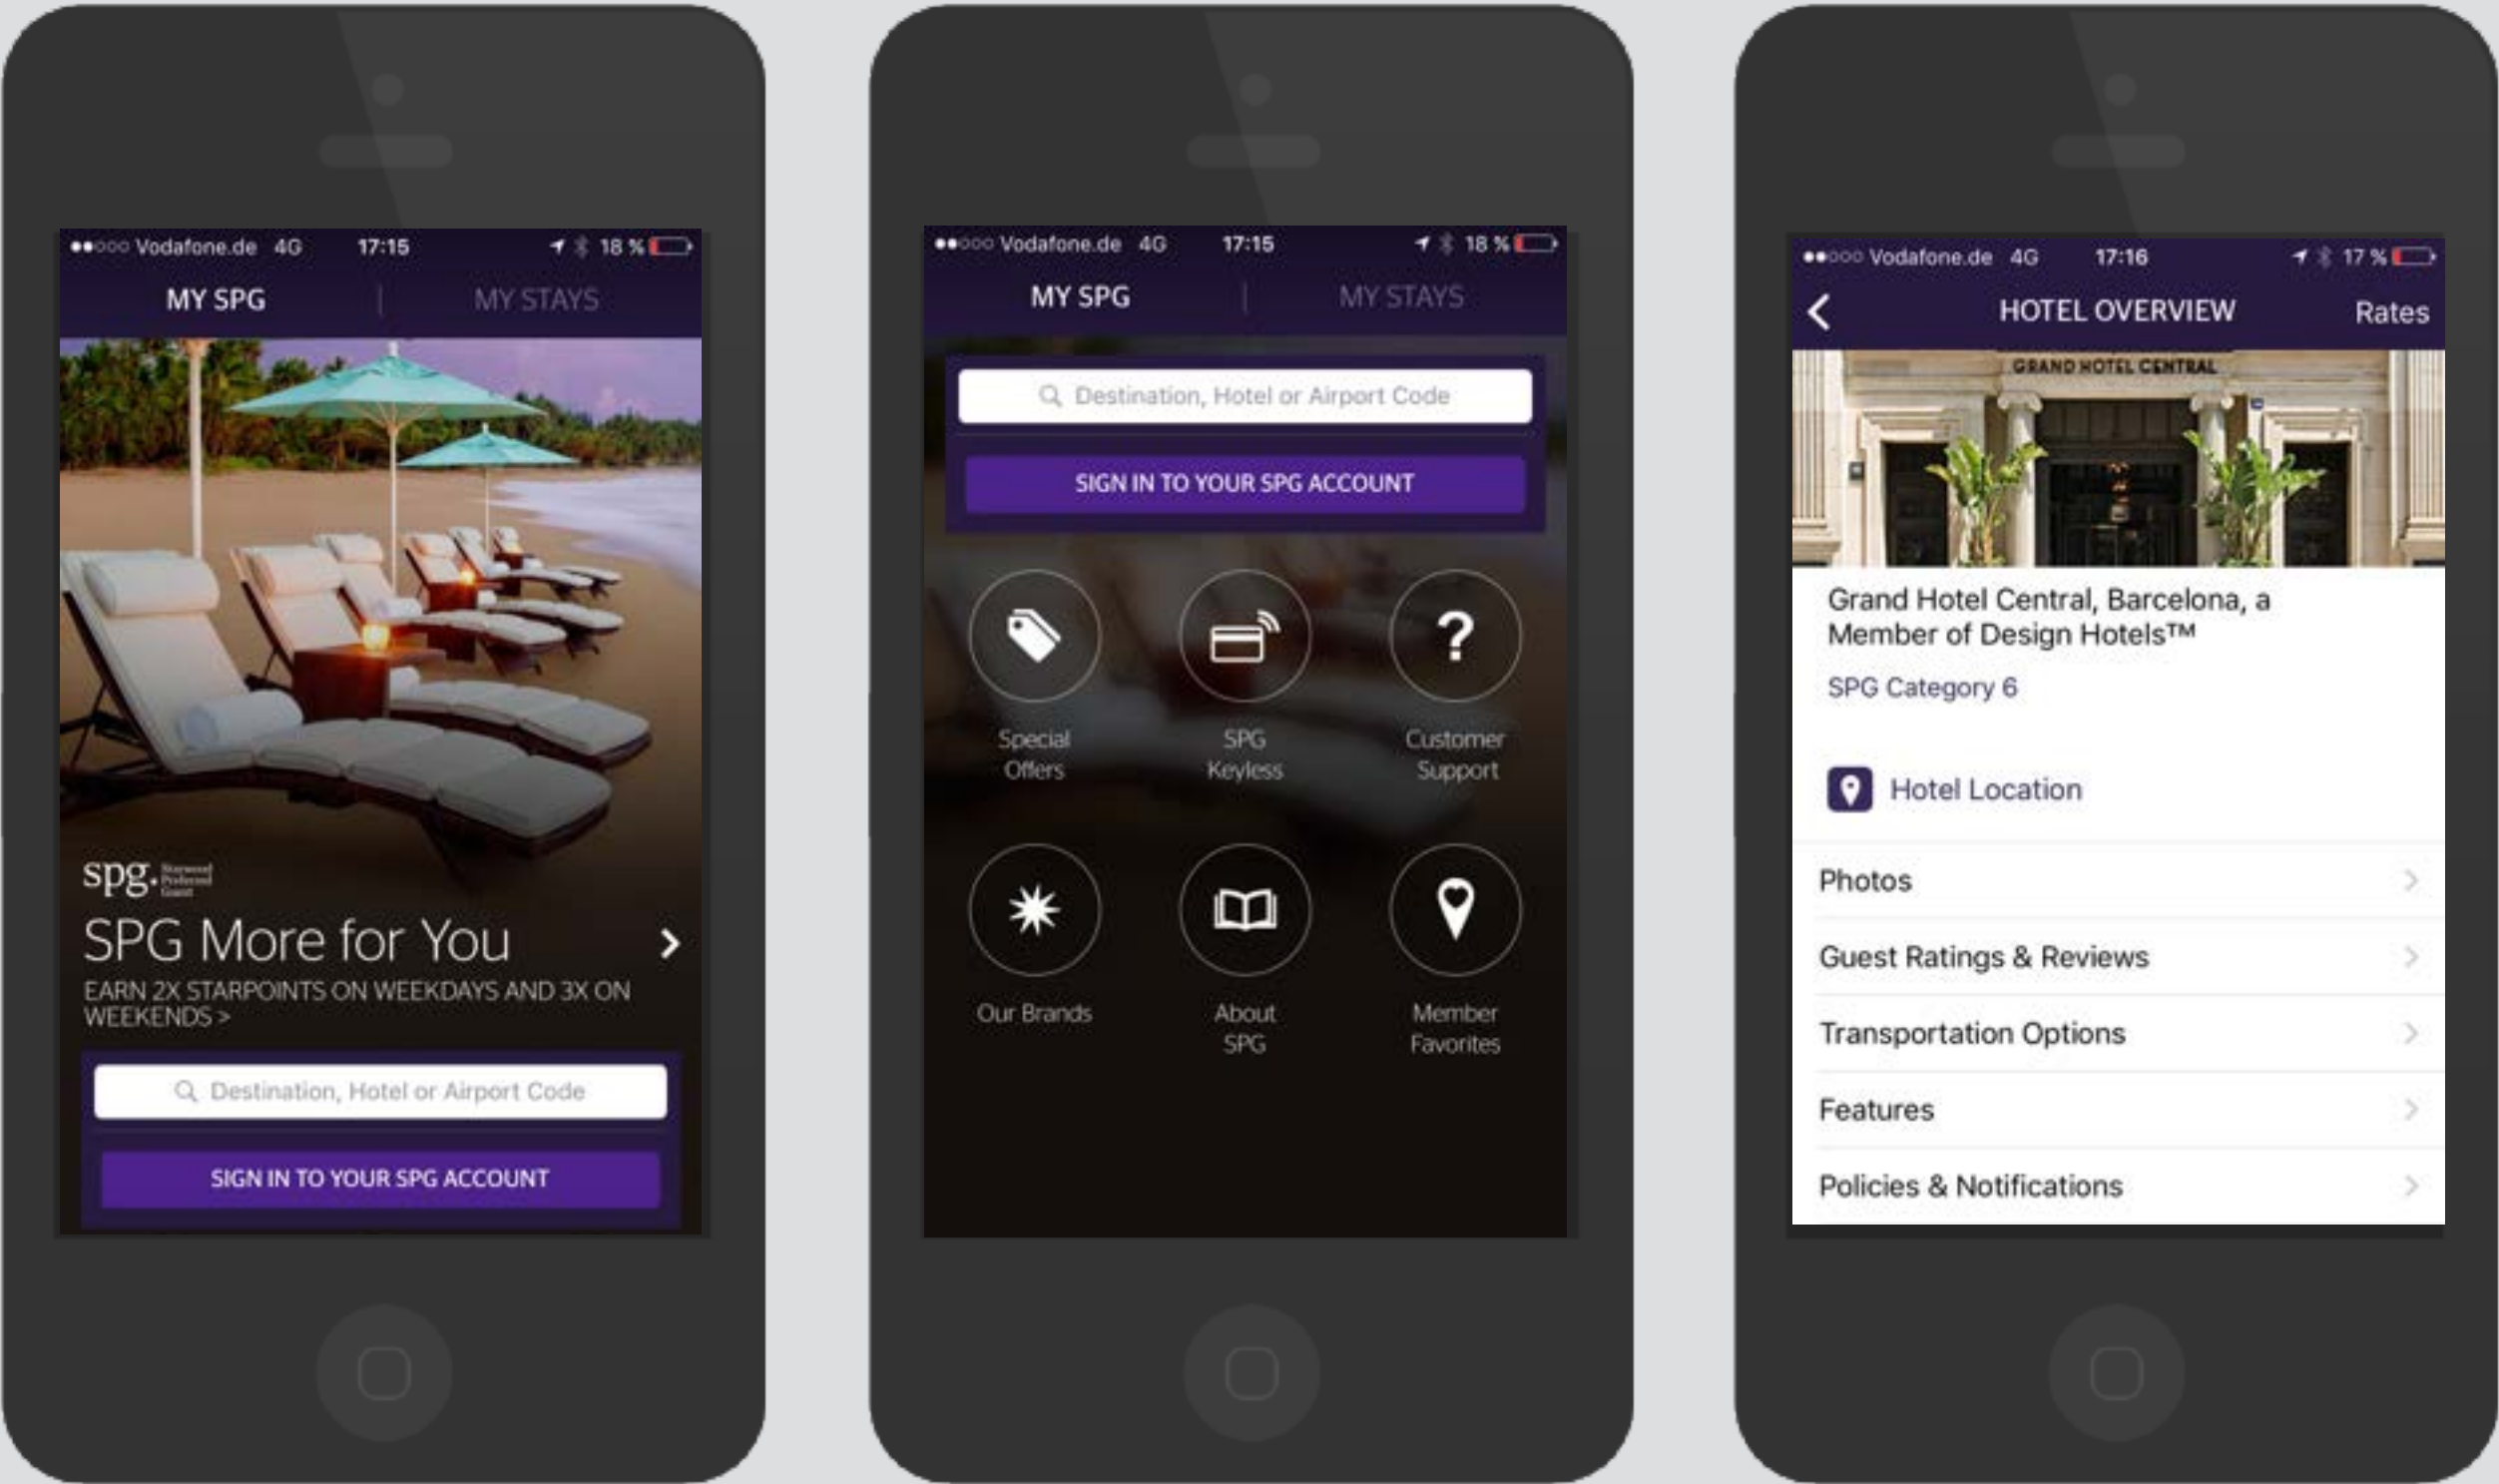 Vodafone.de 4G 17:15 18 %
MY SPG MY STAYS
spg. Starwood
Preferred
Guest
SPG More for You
EARN 2X STARPOINTS ON WEEKDAYS AND 3X ON
WEEKENDS >
Destination, Hotel or Airport Code
SIGN IN TO YOUR SPG ACCOUNT
Vodafone.de 4G 17:15 18 %
MY SPG MY STAYS
Destination, Hotel or Airport Code
SIGN IN TO YOUR SPG ACCOUNT
Special
Offers
SPG
Keyless
Customer
Support
Our Brands
About
SPG
Member
Favorites
Vodafone.de 4G 17:16 17 %
HOTEL OVERVIEW Rates
GRAND HOTEL CENTRAL
Grand Hotel Central, Barcelona, a
Member of Design Hotels™
SPG Category 6
Hotel Location
Photos
Guest Ratings & Reviews
Transportation Options
Features
Policies & Notifications